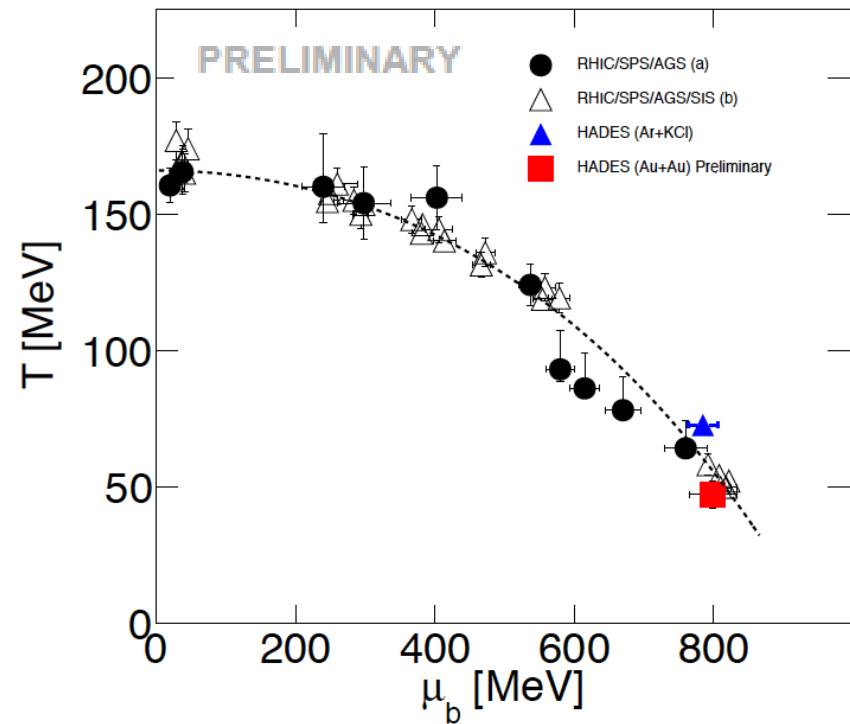 PRELIMINARY
RHIC/SPS/AGS (a)
RHIC/SPS/AGS/SIS (b)
HADES (Ar+KCl)
HADES (Au+Au) Preliminary
200
150
100
50
0
T [MeV]
0 200 400 600 800
μb [MeV]